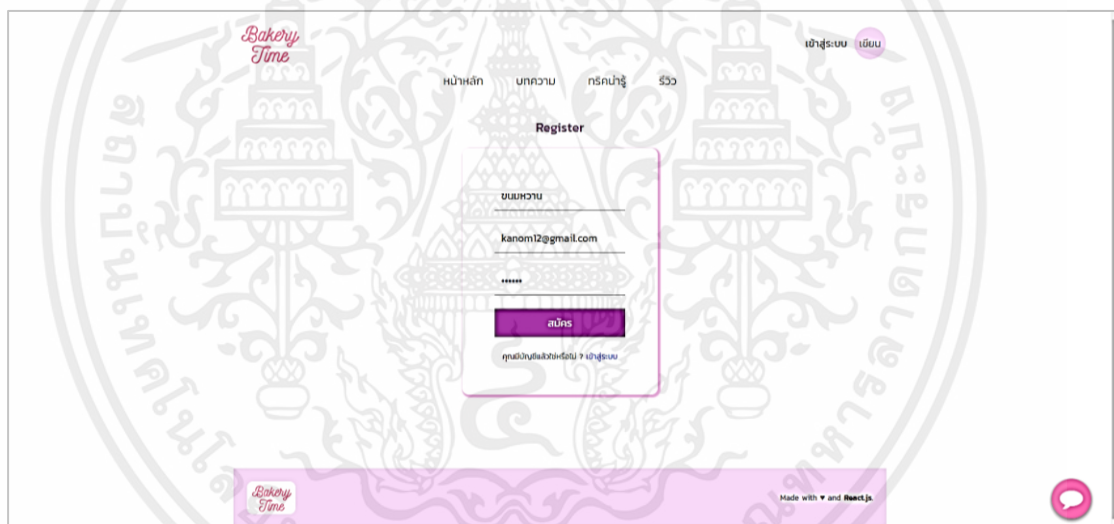 Bakery
Time
เข้าสู่ระบบ เขียน
หน้าหลัก บทความ ทริคน่ารู้ รีวิว
Register
ขนมหวาน
kanom12@gmail.com
••••••
สมัคร
คุณมีบัญชีแล้วใช่หรือไม่ ? เข้าสู่ระบบ
Bakery
Time
Made with ♥ and React.js.